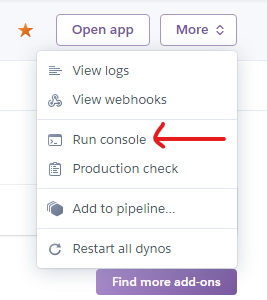 Open app
More
View logs
View webhooks
Run console
Production check
Add to pipeline...
Restart all dynos
Find more add-ons